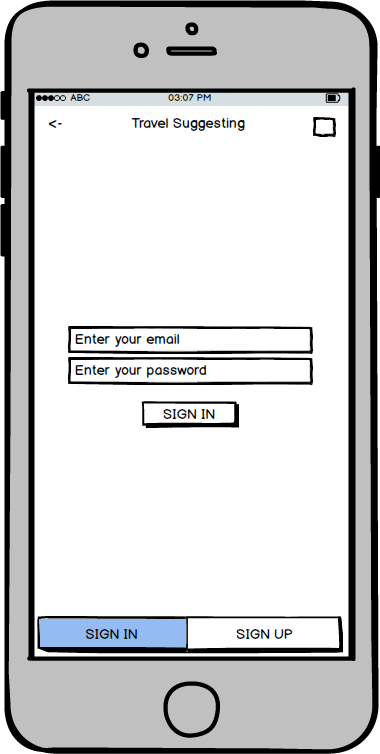 ABC 03:07 PM
<- Travel Suggesting
Enter your email
Enter your password
SIGN IN
SIGN IN SIGN UP